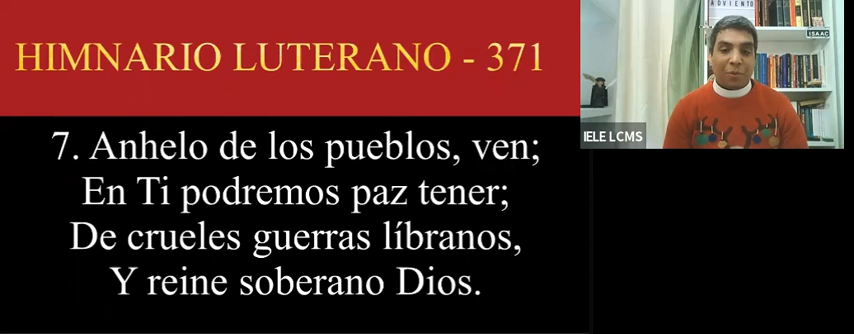 HIMNARIO LUTERANO - 371
7. Anhelo de los pueblos, ven;
En Ti podremos paz tener;
De crueles guerras líbranos,
Y reine soberano Dios.
ADVIENTO
ISAAC
IELE LCMS